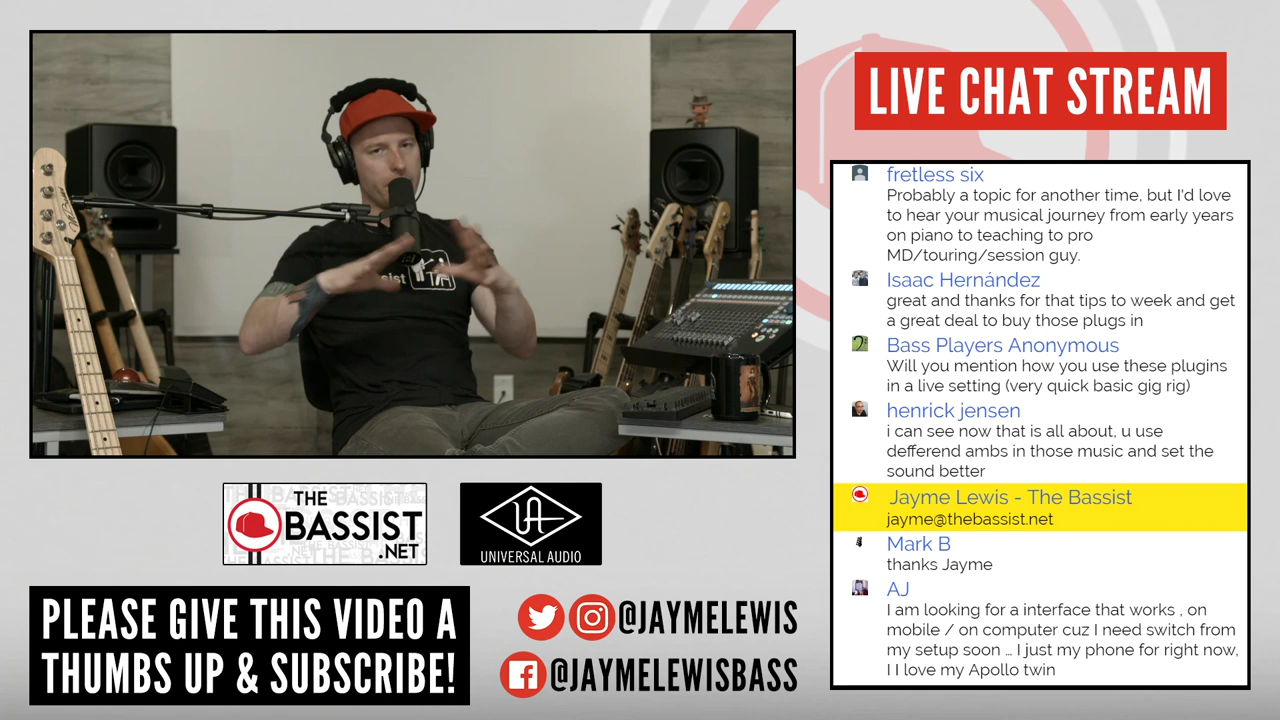 LIVE CHAT STREAM
fretless six
Probably a topic for another time, but I'd love
to hear your musical journey from early years
on piano to teaching to pro
MD/touring/session guy.
Isaac Hernández
great and thanks for that tips to week and get
a great deal to buy those plugs in
Bass Players Anonymous
Will you mention how you use these plugins
in a live setting (very quick basic gig rig)
henrick jensen
i can see now that is all about, u use
defferend ambs in those music and set the
sound better
Jayme Lewis - The Bassist
jayme@thebassist.net
Mark B
thanks Jayme
AJ
I am looking for a interface that works , on
mobile / on computer cuz I need switch from
my setup soon ... I just my phone for right now,
I I love my Apollo twin
THE
BASSIST
.NET
UA
UNIVERSAL AUDIO
PLEASE GIVE THIS VIDEO A
THUMBS UP & SUBSCRIBE!
@JAYMELEWIS
@JAYMELEWISBASS